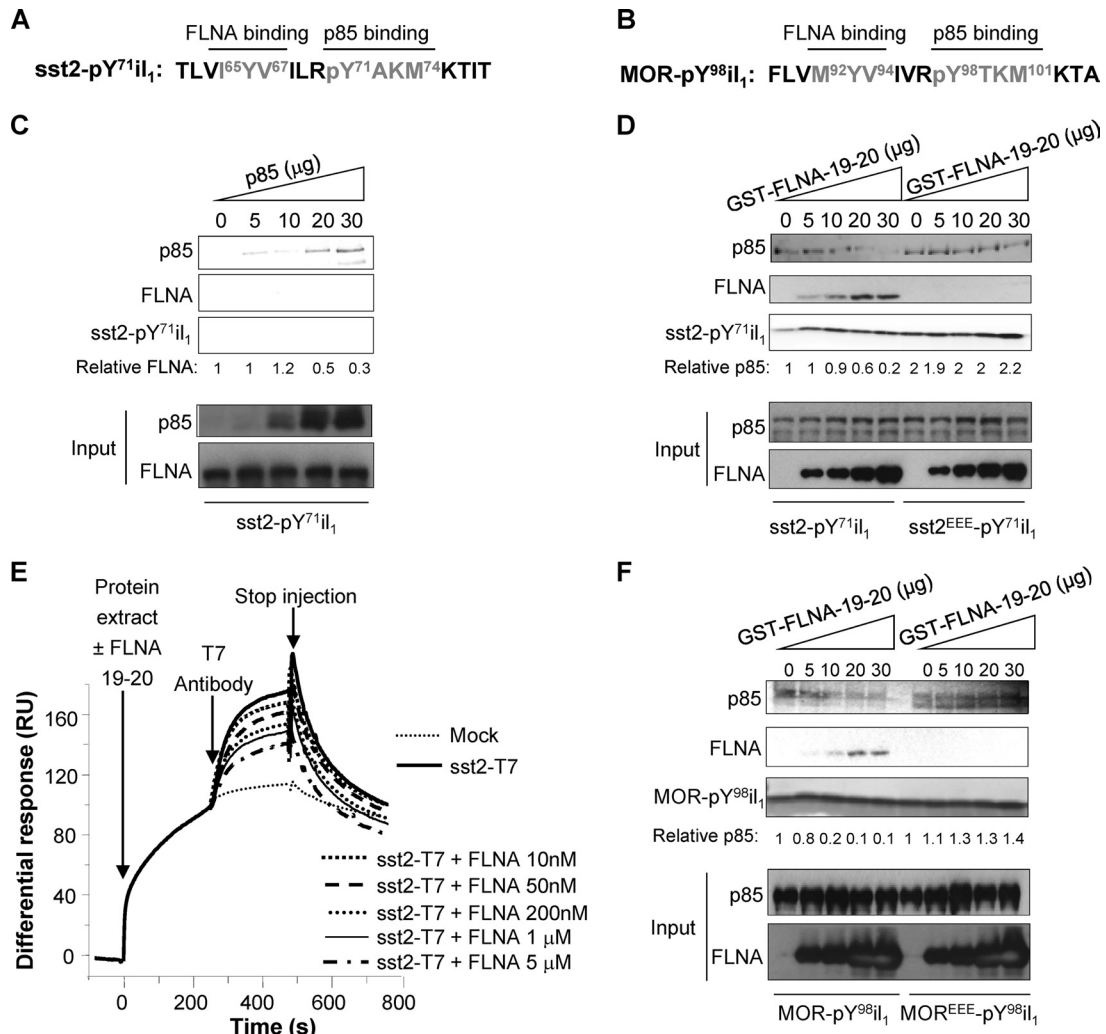 A
FLNA binding p85 binding
sst2-pY⁷¹il₁: TLVI⁶⁵YV⁶⁷ILRpY⁷¹AKM⁷⁴KTIT
B
FLNA binding p85 binding
MOR-pY⁹⁸il₁: FLVM⁹²YV⁹⁴IVRpY⁹⁸TKM¹⁰¹KTA
C
p85 (µg)
0 5 10 20 30
p85
FLNA
sst2-pY⁷¹il₁
Relative FLNA: 1 1 1.2 0.5 0.3
Input
p85
FLNA
sst2-pY⁷¹il₁
D
GST-FLNA-19-20 (µg) GST-FLNA-19-20 (µg)
0 5 10 20 30 0 5 10 20 30
p85
FLNA
sst2-pY⁷¹il₁
Relative p85: 1 1 0.9 0.6 0.2 2 1.9 2 2 2.2
Input
p85
FLNA
sst2-pY⁷¹il₁ sst2ᴱᴱᴱ-pY⁷¹il₁
E
Protein
extract
± FLNA
19-20
T7
Antibody
Stop injection
Mock
sst2-T7
sst2-T7 + FLNA 10nM
sst2-T7 + FLNA 50nM
sst2-T7 + FLNA 200nM
sst2-T7 + FLNA 1 µM
sst2-T7 + FLNA 5 µM
Differential response (RU)
160
120
80
40
0
0 200 400 600 800
Time (s)
F
GST-FLNA-19-20 (µg) GST-FLNA-19-20 (µg)
0 5 10 20 30 0 5 10 20 30
p85
FLNA
MOR-pY⁹⁸il₁
Relative p85: 1 0.8 0.2 0.1 0.1 1 1.1 1.3 1.3 1.4
Input
p85
FLNA
MOR-pY⁹⁸il₁ MORᴱᴱᴱ-pY⁹⁸il₁